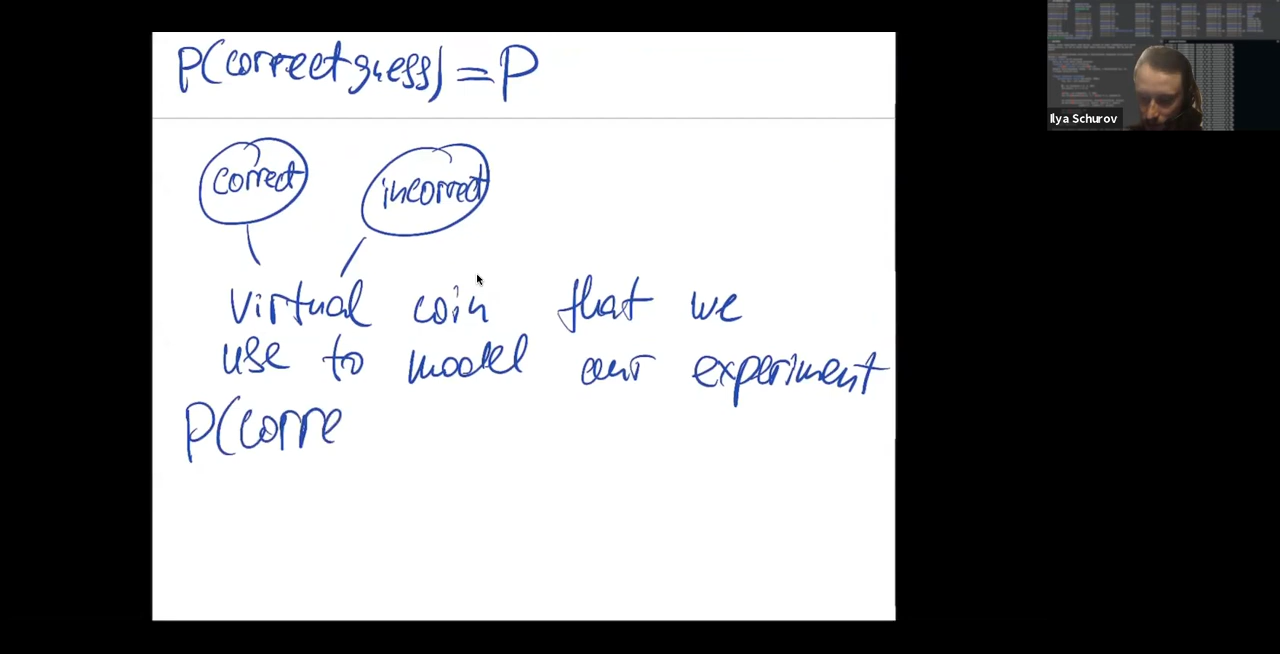 P(correct guess) = P
correct
incorrect
virtual coin that we
use to model our experiment
P(corre
Ilya Schurov